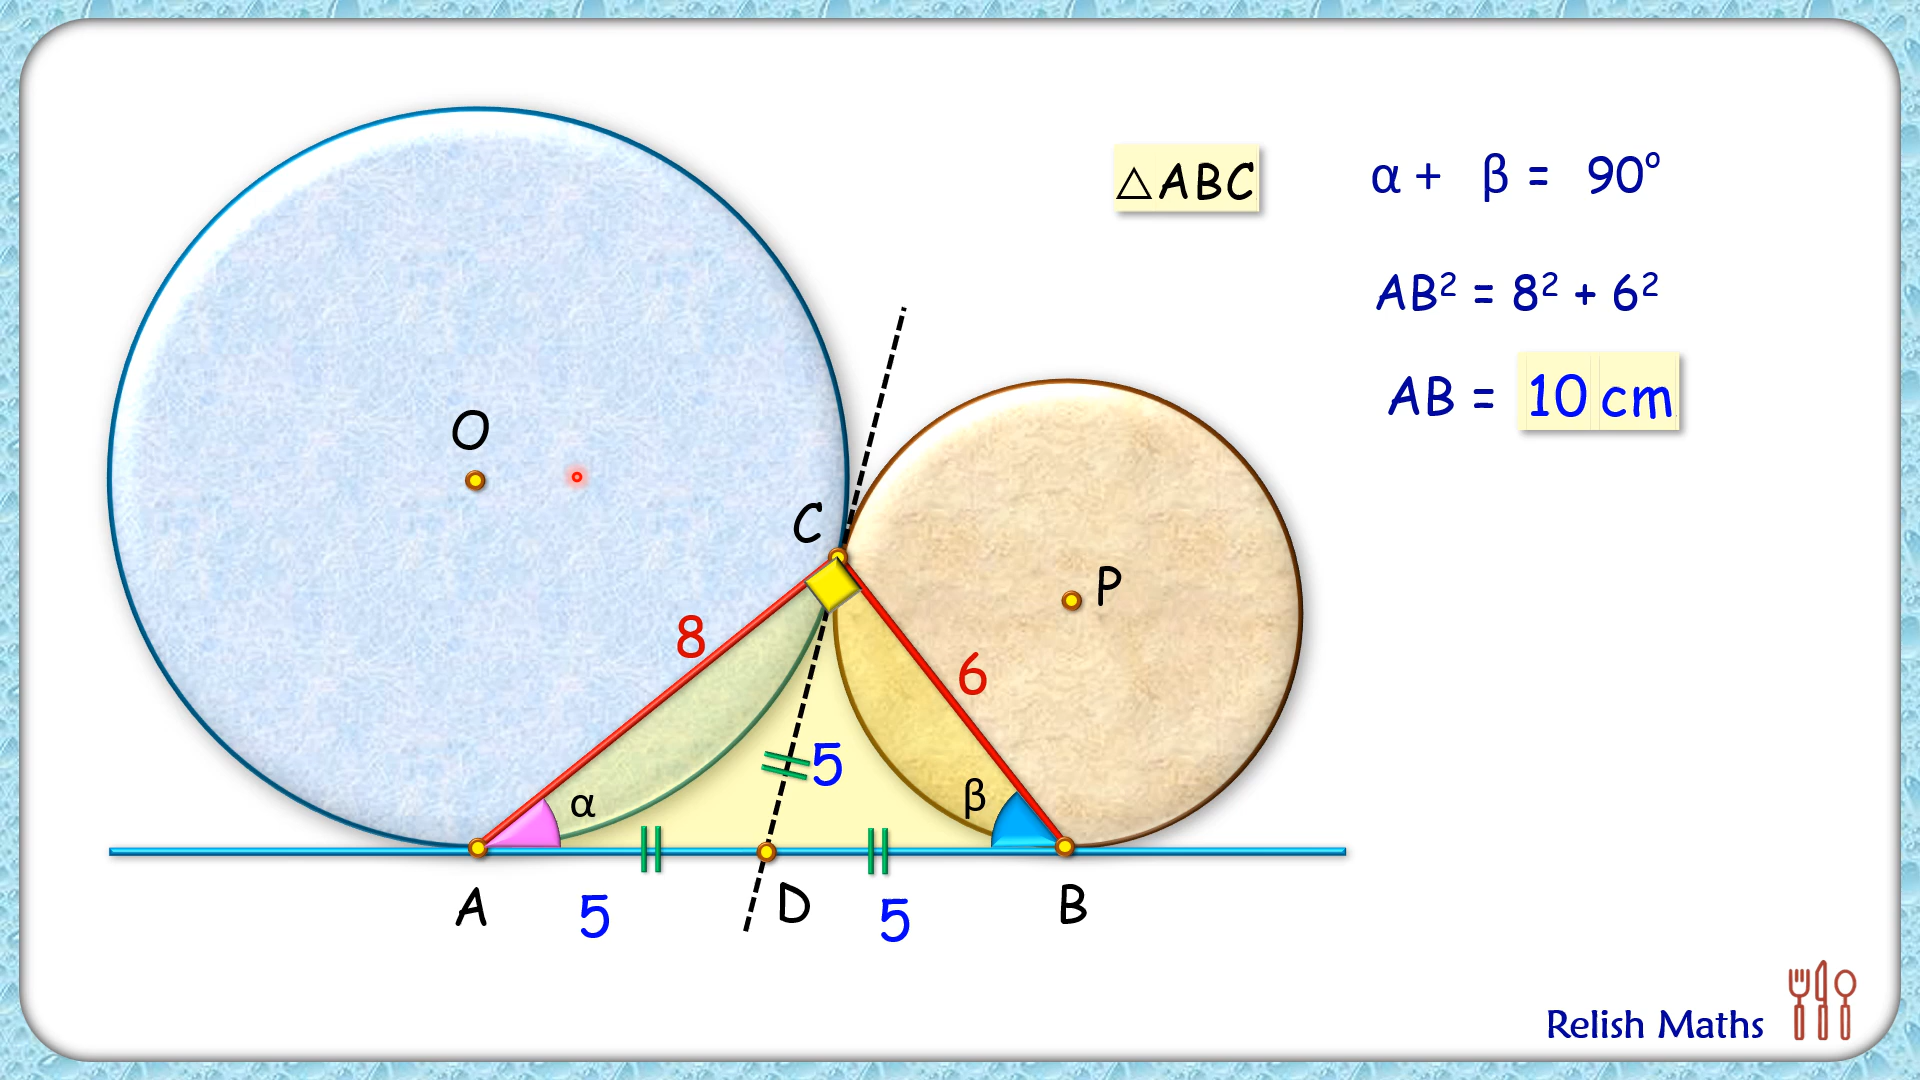 △ABC
α + β = 90°
AB² = 8² + 6²
AB = 10 cm
O
C
P
8
6
5
α
β
A
5
D
5
B
Relish Maths